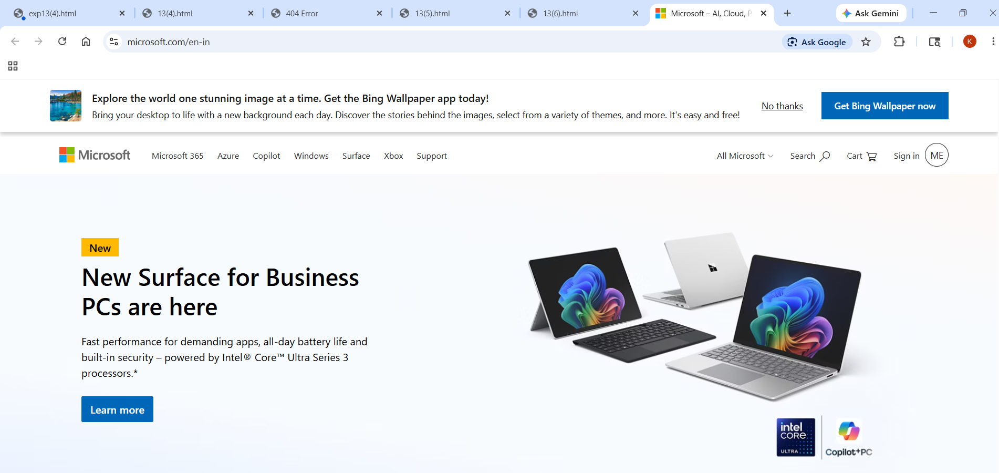 exp13(4).html
13(4).html
404 Error
13(5).html
13(6).html
Microsoft – AI, Cloud, P
Ask Gemini
microsoft.com/en-in
Ask Google
K
Explore the world one stunning image at a time. Get the Bing Wallpaper app today!
Bring your desktop to life with a new background each day. Discover the stories behind the images, select from a variety of themes, and more. It's easy and free!
No thanks
Get Bing Wallpaper now
Microsoft
Microsoft 365
Azure
Copilot
Windows
Surface
Xbox
Support
All Microsoft
Search
Cart
Sign in
ME
New
New Surface for Business
PCs are here
Fast performance for demanding apps, all-day battery life and
built-in security – powered by Intel® Core™ Ultra Series 3
processors.*
Learn more
intel
CORE
ULTRA
Copilot+PC